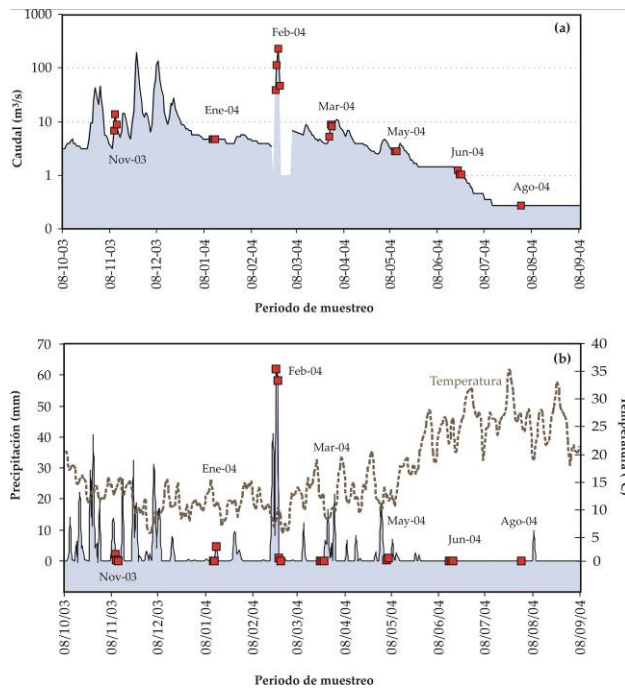 (a)
Caudal (m³/s)
1000
100
10
1
0
Feb-04
Nov-03
Ene-04
Mar-04
May-04
Jun-04
Ago-04
08-10-03
08-11-03
08-12-03
08-01-04
08-02-04
08-03-04
08-04-04
08-05-04
08-06-04
08-07-04
08-08-04
08-09-04
Periodo de muestreo
(b)
Precipitación (mm)
70
60
50
40
30
20
10
0
40
35
30
25
20
15
10
5
0
Temperatura (°C)
Feb-04
Temperatura
Ene-04
Mar-04
May-04
Nov-03
Jun-04
Ago-04
08/10/03
08/11/03
08/12/03
08/01/04
08/02/04
08/03/04
08/04/04
08/05/04
08/06/04
08/07/04
08/08/04
08/09/04
Periodo de muestreo